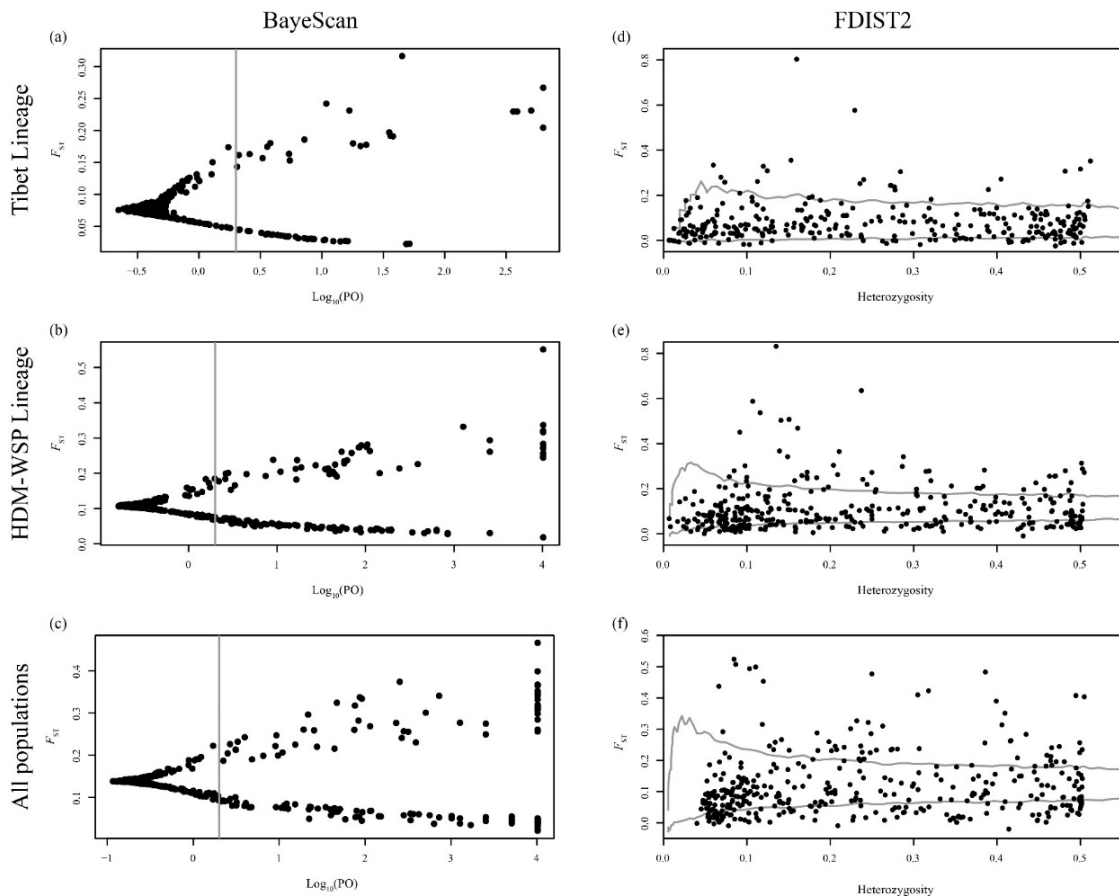 BayeScan
FDIST2
Tibet Lineage
(a)
0.30
0.25
0.20
0.15
0.10
0.05
FST
−0.5 0.0 0.5 1.0 1.5 2.0 2.5
Log10(PO)
(d)
0.8
0.6
0.4
0.2
0.0
FST
0.0 0.1 0.2 0.3 0.4 0.5
Heterozygosity
HDM-WSP Lineage
(b)
0.5
0.4
0.3
0.2
0.1
0.0
FST
0 1 2 3 4
Log10(PO)
(e)
0.8
0.6
0.4
0.2
0.0
FST
0.0 0.1 0.2 0.3 0.4 0.5
Heterozygosity
All populations
(c)
0.4
0.3
0.2
0.1
FST
−1 0 1 2 3 4
Log10(PO)
(f)
0.6
0.5
0.4
0.3
0.2
0.1
0.0
FST
0.0 0.1 0.2 0.3 0.4 0.5
Heterozygosity